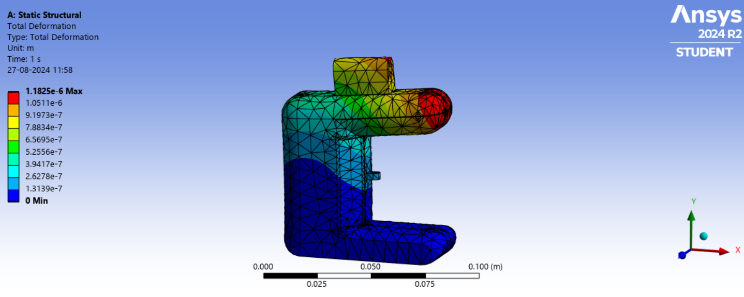 A: Static Structural
Total Deformation
Type: Total Deformation
Unit: m
Time: 1 s
27-08-2024 11:58
1.1825e-6 Max
1.0511e-6
9.1973e-7
7.8834e-7
6.5695e-7
5.2556e-7
3.9417e-7
2.6278e-7
1.3139e-7
0 Min
Ansys
2024 R2
STUDENT
Y
X
0.000 0.050 0.100 (m)
0.025 0.075